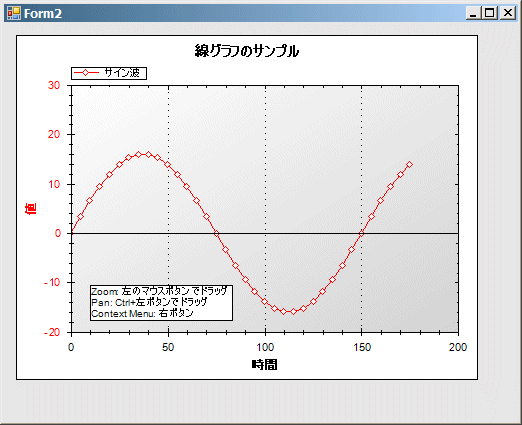 Form2
線グラフのサンプル
サイン波
30
20
10
0
-10
-20
値
Zoom: 左のマウスボタンでドラッグ
Pan: Ctrl+左ボタンでドラッグ
Context Menu: 右ボタン
0 50 100 150 200
時間